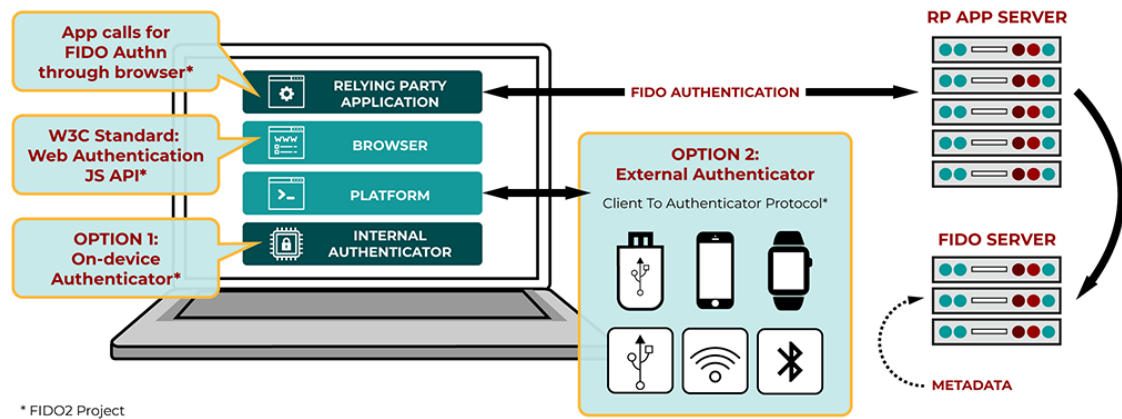 App calls for
FIDO Authn
through browser*
W3C Standard:
Web Authentication
JS API*
OPTION 1:
On-device
Authenticator*
RELYING PARTY
APPLICATION
WWW
BROWSER
PLATFORM
INTERNAL
AUTHENTICATOR
FIDO AUTHENTICATION
OPTION 2:
External Authenticator
Client To Authenticator Protocol*
RP APP SERVER
FIDO SERVER
METADATA
* FIDO2 Project